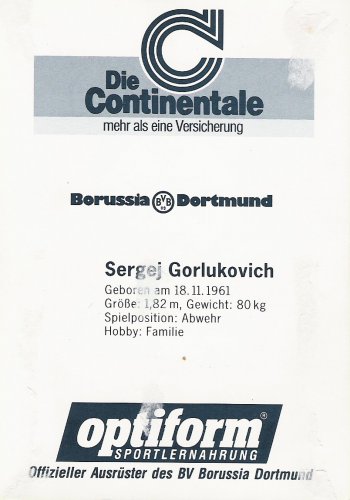 Die
Continentale
mehr als eine Versicherung
Borussia BVB 09 Dortmund
Sergej Gorlukovich
Geboren am 18.11.1961
Größe: 1,82 m, Gewicht: 80 kg
Spielposition: Abwehr
Hobby: Familie
optiform®
SPORTLERNAHRUNG
Offizieller Ausrüster des BV Borussia Dortmund